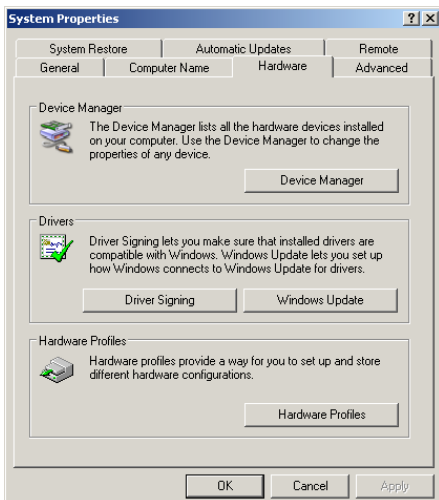 System Properties
System Restore
Automatic Updates
Remote
General
Computer Name
Hardware
Advanced
Device Manager
The Device Manager lists all the hardware devices installed
on your computer. Use the Device Manager to change the
properties of any device.
Device Manager
Drivers
Driver Signing lets you make sure that installed drivers are
compatible with Windows. Windows Update lets you set up
how Windows connects to Windows Update for drivers.
Driver Signing
Windows Update
Hardware Profiles
Hardware profiles provide a way for you to set up and store
different hardware configurations.
Hardware Profiles
OK
Cancel
Apply